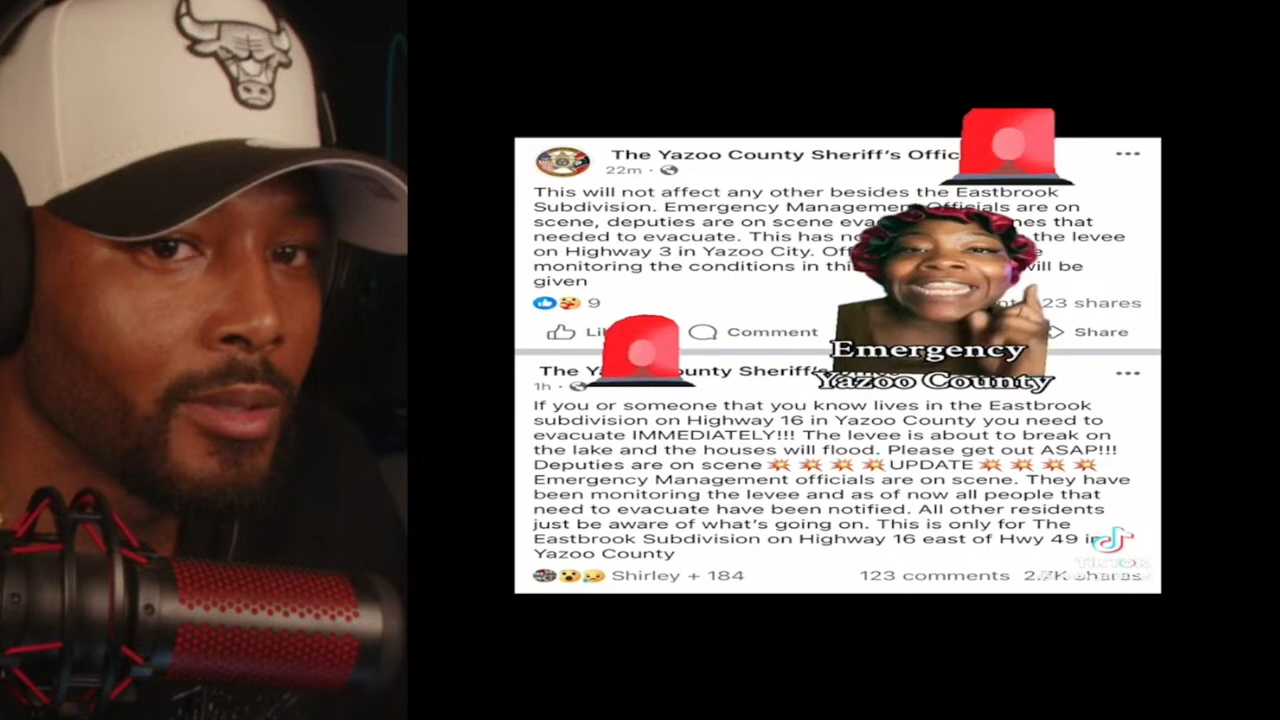 The Yazoo County Sheriff's Offic
22m
This will not affect any other besides the Eastbrook
Subdivision. Emergency Management Officials are on
scene, deputies are on scene that
needed to evacuate. This has the levee
on Highway 3 in Yazoo City.
monitoring the conditions in this will be
given
9 23 shares
Comment Share
Emergency
Yazoo County
The Ya ounty Sheriff's
1h
If you or someone that you know lives in the Eastbrook
subdivision on Highway 16 in Yazoo County you need to
evacuate IMMEDIATELY!!! The levee is about to break on
the lake and the houses will flood. Please get out ASAP!!!
Deputies are on scene 💥 💥 💥 💥 UPDATE 💥 💥 💥 💥
Emergency Management officials are on scene. They have
been monitoring the levee and as of now all people that
need to evacuate have been notified. All other residents
just be aware of what's going on. This is only for The
Eastbrook Subdivision on Highway 16 east of Hwy 49 in
Yazoo County
TikTok
Shirley + 184 123 comments 2.7K shares